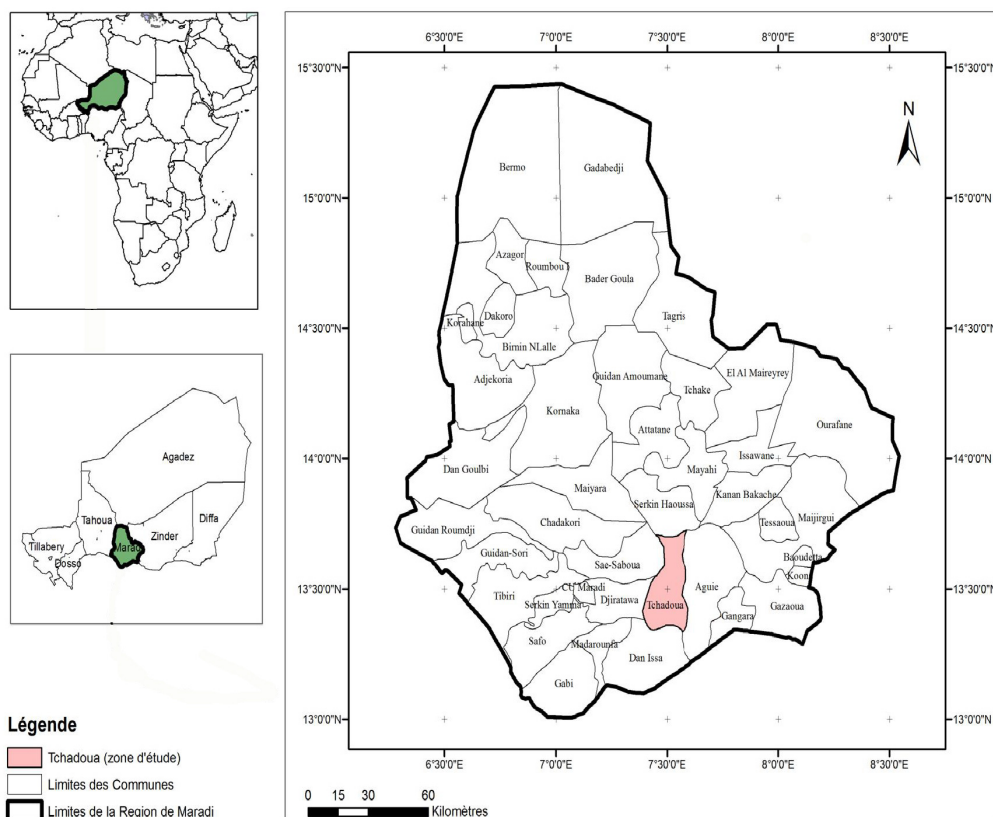 6°30'0"E 7°0'0"E 7°30'0"E 8°0'0"E 8°30'0"E
15°30'0"N 15°30'0"N
N
Bermo
Gadabedji
15°0'0"N 15°0'0"N
Azagor
Roumbou I
Bader Goula
14°30'0"N 14°30'0"N
Korahane
Dakoro
Tagris
Birnin NLalle
Adjekoria
Guidan Amoumane
Tchake
El Al Maireyrey
Kornaka
Attatane
Ourafane
14°0'0"N 14°0'0"N
Dan Goulbi
Issawane
Mayahi
Maiyara
Serkin Haoussa
Kanan Bakache
Guidan Roumdji
Chadakori
Tessaoua
Maijirgui
Guidan-Sori
Sae-Saboua
Baoudetta
Koona
13°30'0"N 13°30'0"N
Tibiri
CU Maradi
Serkin Yamma
Djiratawa
Tchadoua
Aguie
Gangara
Gazaoua
Safo
Madarounfa
Dan Issa
Gabi
13°0'0"N 13°0'0"N
6°30'0"E 7°0'0"E 7°30'0"E 8°0'0"E 8°30'0"E
0 15 30 60
Kilomètres
Agadez
Tahoua
Diffa
Zinder
Tillabery
Dosso
Légende
Tchadoua (zone d'étude)
Limites des Communes
Limites de la Region de Maradi